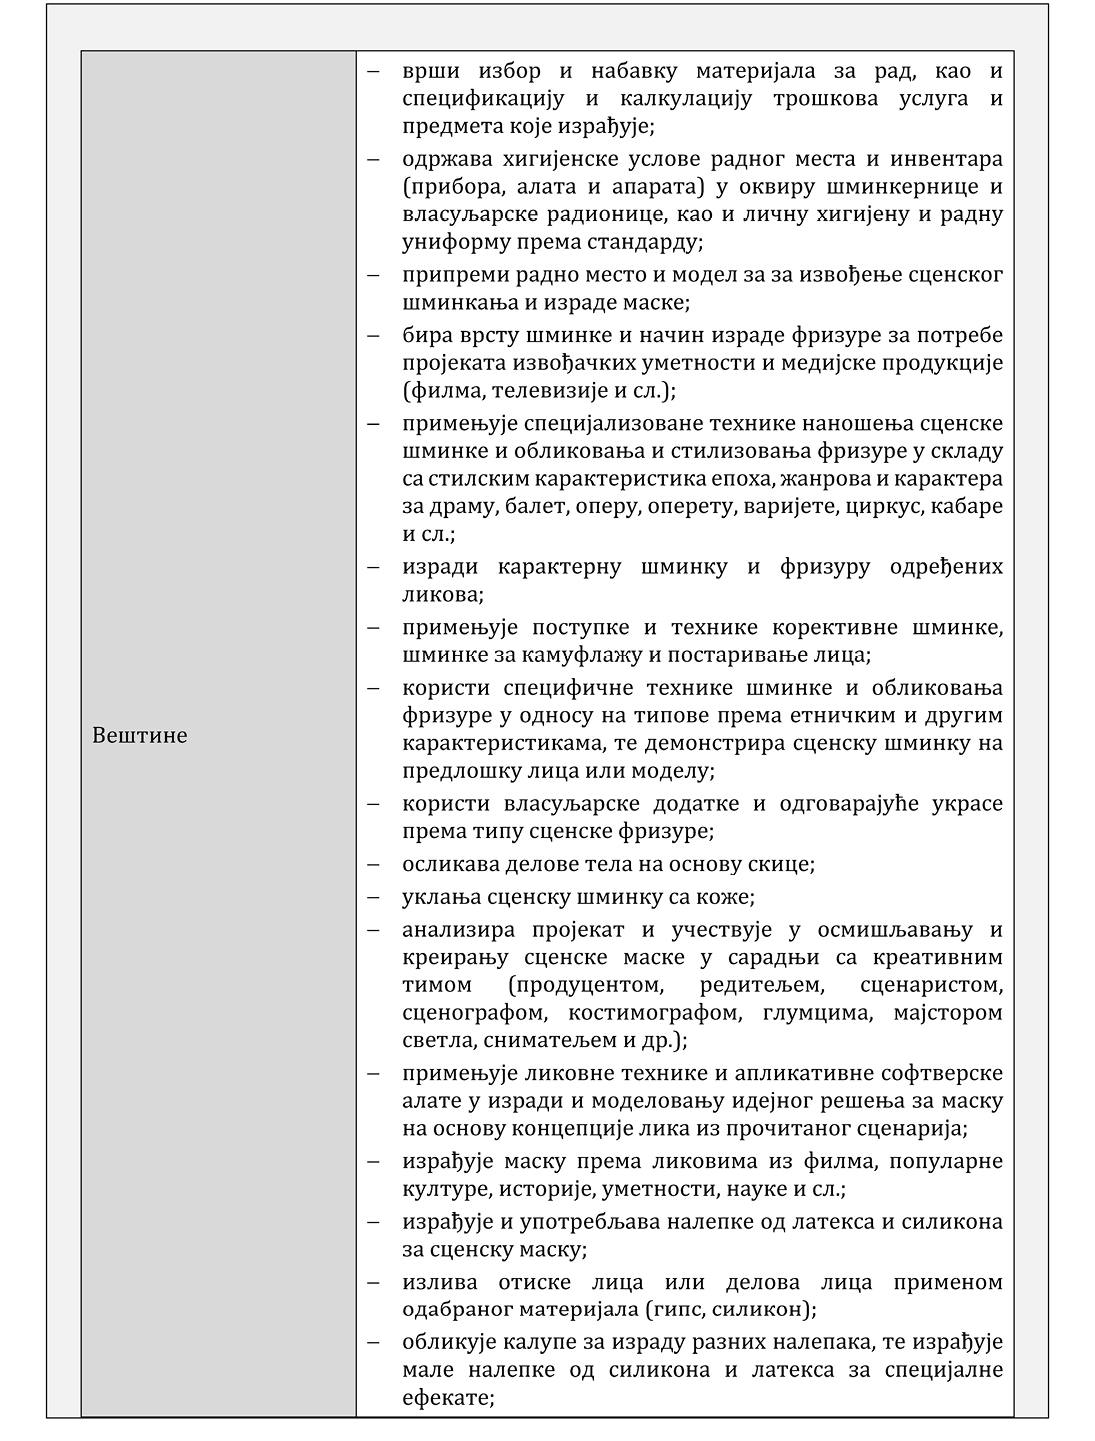 Вештине
– врши избор и набавку материјала за рад, као и
спецификацију и калкулацију трошкова услуга и
предмета које израђује;
– одржава хигијенске услове радног места и инвентара
(прибора, алата и апарата) у оквиру шминкернице и
власуљарске радионице, као и личну хигијену и радну
униформу према стандарду;
– припреми радно место и модел за за извођење сценског
шминкања и израде маске;
– бира врсту шминке и начин израде фризуре за потребе
пројеката извођачких уметности и медијске продукције
(филма, телевизије и сл.);
– примењује специјализоване технике наношења сценске
шминке и обликовања и стилизовања фризуре у складу
са стилским карактеристика епоха, жанрова и карактера
за драму, балет, оперу, оперету, варијете, циркус, кабаре
и сл.;
– изради карактерну шминку и фризуру одређених
ликова;
– примењује поступке и технике корективне шминке,
шминке за камуфлажу и постаривање лица;
– користи специфичне технике шминке и обликовања
фризуре у односу на типове према етничким и другим
карактеристикама, те демонстрира сценску шминку на
предлошку лица или моделу;
– користи власуљарске додатке и одговарајуће украсе
према типу сценске фризуре;
– осликава делове тела на основу скице;
– уклања сценску шминку са коже;
– анализира пројекат и учествује у осмишљавању и
креирању сценске маске у сарадњи са креативним
тимом (продуцентом, редитељем, сценаристом,
сценографом, костимографом, глумцима, мајстором
светла, сниматељем и др.);
– примењује ликовне технике и апликативне софтверске
алате у изради и моделовању идејног решења за маску
на основу концепције лика из прочитаног сценарија;
– израђује маску према ликовима из филма, популарне
културе, историје, уметности, науке и сл.;
– израђује и употребљава налепке од латекса и силикона
за сценску маску;
– излива отиске лица или делова лица применом
одабраног материјала (гипс, силикон);
– обликује калупе за израду разних налепака, те израђује
мале налепке од силикона и латекса за специјалне
ефекате;